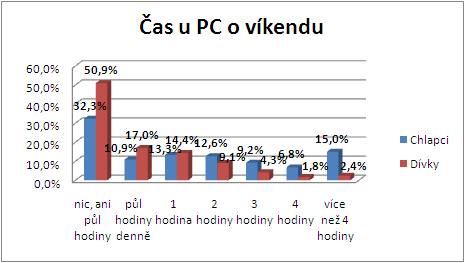 Čas u PC o víkendu
60,0%
50,0%
40,0%
30,0%
20,0%
10,0%
0,0%
32,3%
50,9%
10,9%
17,0%
13,3%
14,4%
12,6%
9,1%
9,2%
4,3%
6,8%
1,8%
15,0%
2,4%
Chlapci
Dívky
nic, ani
půl
hodiny
půl
hodiny
denně
1
hodina
2
hodiny
3
hodiny
4
hodiny
více
než 4
hodiny